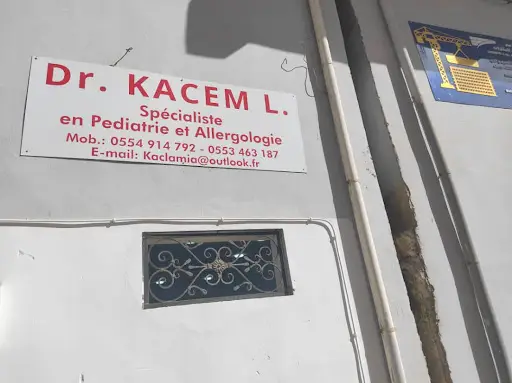 Dr. KACEM L.
Spécialiste
en Pediatrie et Allergologie
Mob.: 0554 914 792 - 0553 463 187
E-mail: Kaclamia@outlook.fr